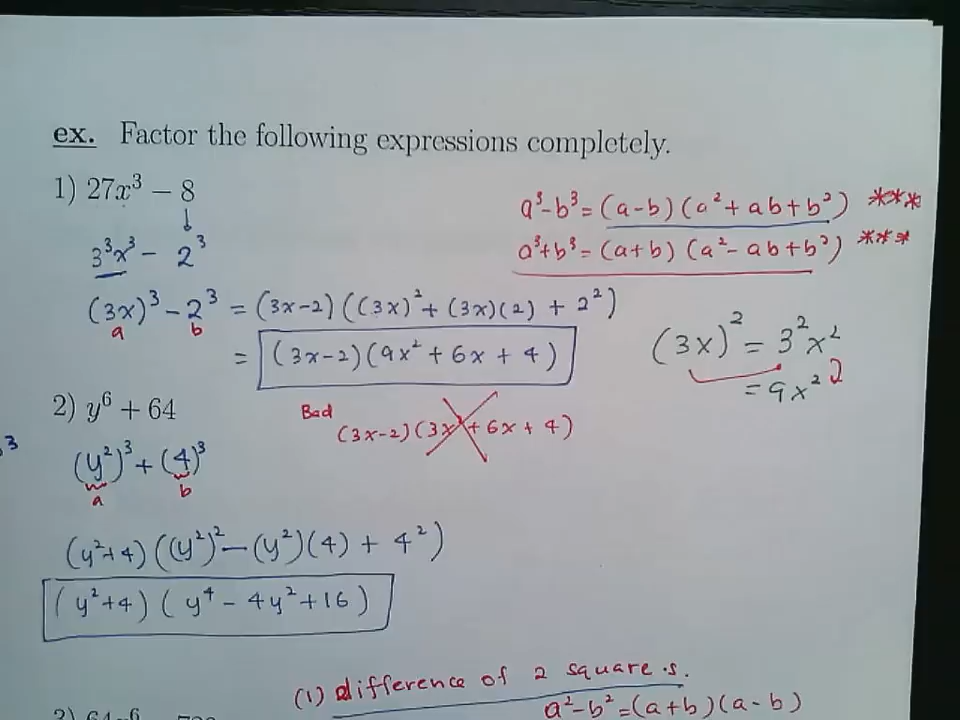 ex. Factor the following expressions completely.
1) 27x³ − 8
a³-b³ = (a-b) (a² + ab + b²) ***
↓
3³x³ − 2³
a³+b³ = (a+b) (a² − ab + b²) ***
(3x)³ − 2³ = (3x-2) ((3x)² + (3x)(2) + 2²)
a b
= (3x-2)(9x² + 6x + 4)
(3x)² = 3²x²
= 9x² 2
2) y⁶ + 64
Bad
(3x-2)(3x² + 6x + 4)
3
(y²)³ + (4)³
a b
(y²+4) ((y²)² − (y²)(4) + 4²)
(y²+4) (y⁴ − 4y² + 16)
(1) difference of 2 squares.
a²-b² = (a+b)(a-b)